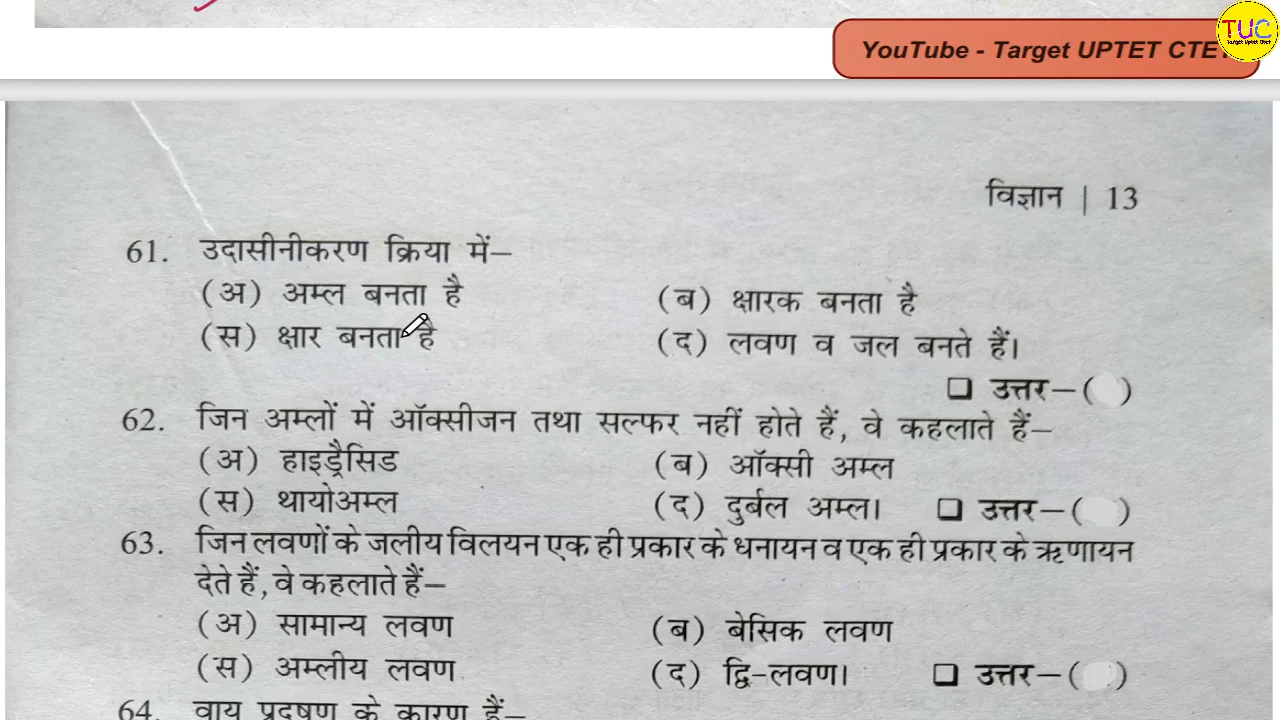 YouTube - Target UPTET CTET
TUC
Target Uptet Ctet
विज्ञान | 13
61. उदासीनीकरण क्रिया में–
(अ) अम्ल बनता है (ब) क्षारक बनता है
(स) क्षार बनता है (द) लवण व जल बनते हैं।
❑ उत्तर–( )
62. जिन अम्लों में ऑक्सीजन तथा सल्फर नहीं होते हैं, वे कहलाते हैं–
(अ) हाइड्रैसिड (ब) ऑक्सी अम्ल
(स) थायोअम्ल (द) दुर्बल अम्ल। ❑ उत्तर–( )
63. जिन लवणों के जलीय विलयन एक ही प्रकार के धनायन व एक ही प्रकार के ऋणायन
देते हैं, वे कहलाते हैं–
(अ) सामान्य लवण (ब) बेसिक लवण
(स) अम्लीय लवण (द) द्वि-लवण। ❑ उत्तर–( )
64. वायु प्रदूषण के कारण हैं–